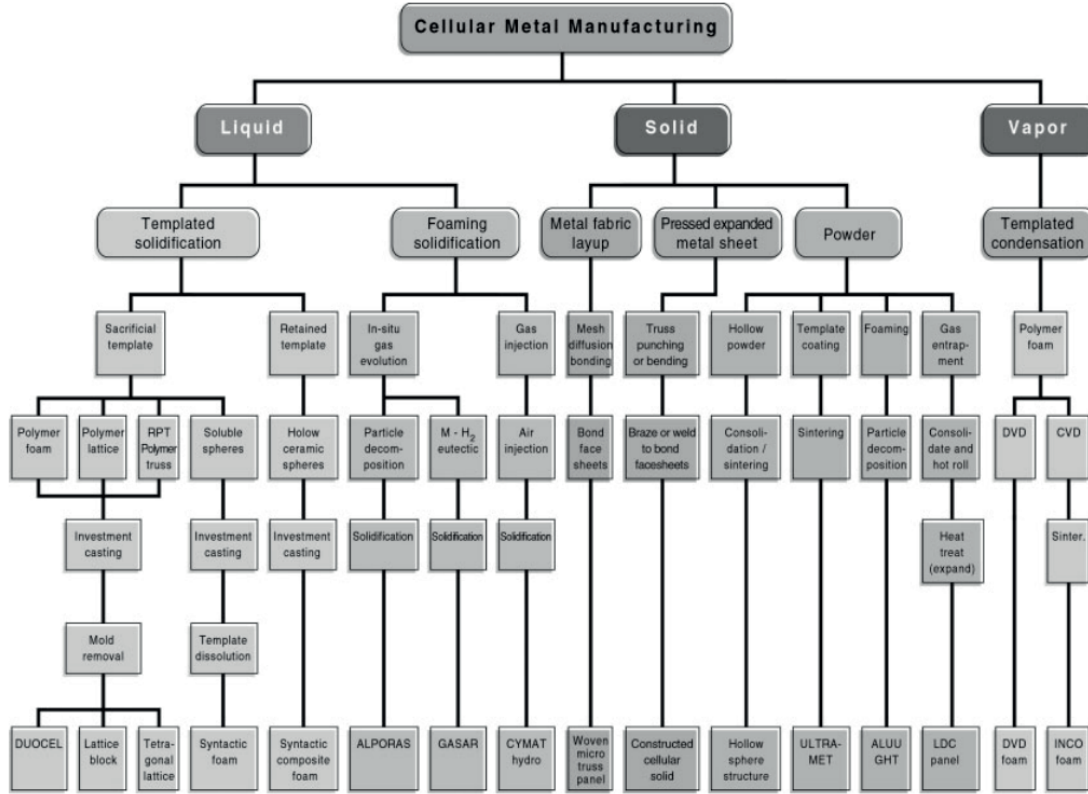 Cellular Metal Manufacturing
Liquid
Solid
Vapor
Templated
solidification
Foaming
solidification
Metal fabric
layup
Pressed expanded
metal sheet
Powder
Templated
condensation
Sacrificial
template
Retained
template
In-situ
gas
evolution
Gas
injection
Mesh
diffusion
bonding
Truss
punching
or bending
Hollow
powder
Template
coating
Foaming
Gas
entrap-
ment
Polymer
foam
Polymer
foam
Polymer
lattice
RPT
Polymer
truss
Soluble
spheres
Holow
ceramic
spheres
Particle
decom-
position
M - H2
eutectic
Air
injection
Bond
face
sheets
Braze or weld
to bond
facesheets
Consoli-
dation /
sintering
Sintering
Particle
decom-
position
Consoli-
date and
hot roll
DVD
CVD
Investment
casting
Investment
casting
Investment
casting
Solidification
Solidification
Solidification
Heat
treat
(expand)
Sinter.
Mold
removal
Template
dissolution
DUOCEL
Lattice
block
Tetra-
gonal
lattice
Syntactic
foam
Syntactic
composite
foam
ALPORAS
GASAR
CYMAT
hydro
Woven
micro
truss
panel
Constructed
cellular
solid
Hollow
sphere
structure
ULTRA-
MET
ALUU
GHT
LDC
panel
DVD
foam
INCO
foam